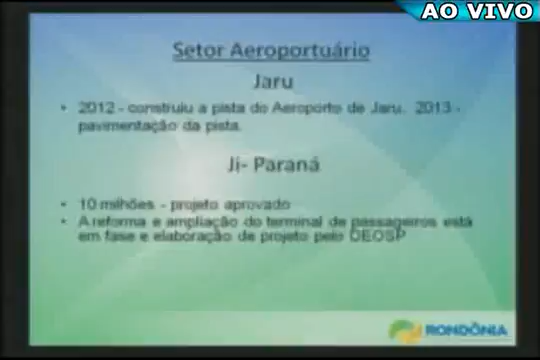 AO VIVO
Setor Aeroportuário
Jaru
• 2012 - construiu a pista do Aeroporto de Jaru. 2013 -
pavimentação da pista.
Ji- Paraná
• 10 milhões - projeto aprovado
• A reforma e ampliação do terminal de passageiros está
em fase e elaboração de projeto pelo DEOSP
RONDÔNIA